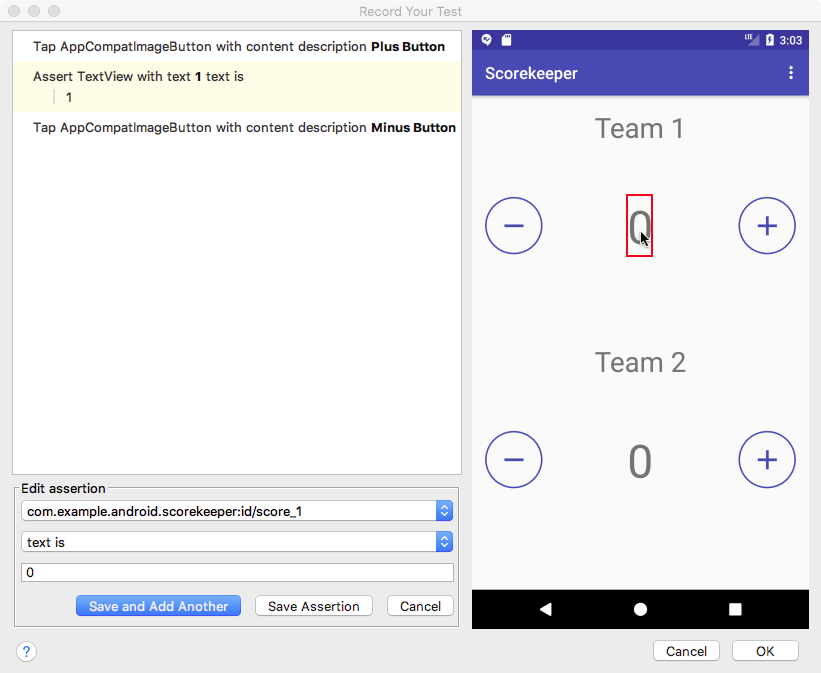 Record Your Test
Tap AppCompatImageButton with content description Plus Button
Assert TextView with text 1 text is
1
Tap AppCompatImageButton with content description Minus Button
Edit assertion
com.example.android.scorekeeper:id/score_1
text is
0
Save and Add Another
Save Assertion
Cancel
LTE 3:03
Scorekeeper
Team 1
− 0 +
Team 2
− 0 +
?
Cancel
OK